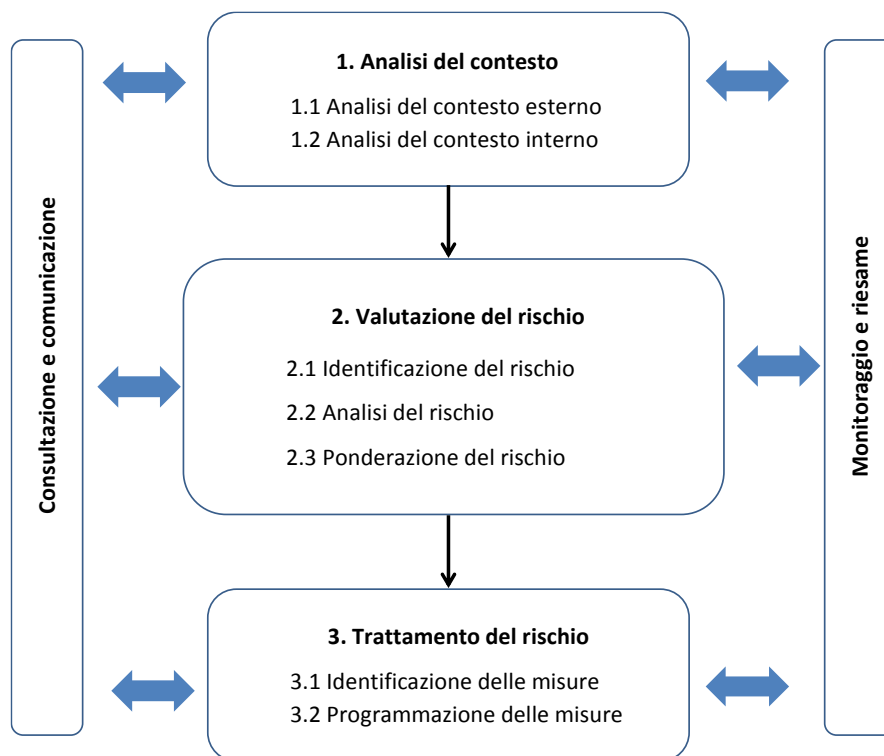 1. Analisi del contesto
1.1 Analisi del contesto esterno
1.2 Analisi del contesto interno
Consultazione e comunicazione
2. Valutazione del rischio
2.1 Identificazione del rischio
2.2 Analisi del rischio
2.3 Ponderazione del rischio
Monitoraggio e riesame
3. Trattamento del rischio
3.1 Identificazione delle misure
3.2 Programmazione delle misure